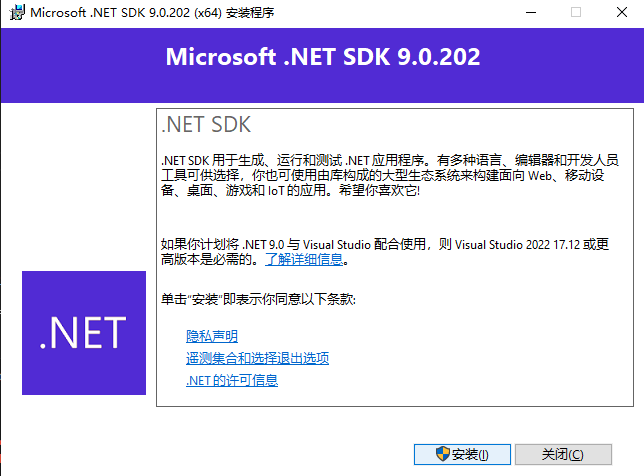 Microsoft .NET SDK 9.0.202 (x64) 安装程序
Microsoft .NET SDK 9.0.202
.NET SDK
.NET SDK 用于生成、运行和测试 .NET 应用程序。有多种语言、编辑器和开发人员
工具可供选择，你也可使用由库构成的大型生态系统来构建面向 Web、移动设
备、桌面、游戏和 IoT 的应用。希望你喜欢它!
如果你计划将 .NET 9.0 与 Visual Studio 配合使用，则 Visual Studio 2022 17.12 或更
高版本是必需的。了解详细信息。
单击“安装”即表示你同意以下条款:
隐私声明
遥测集合和选择退出选项
.NET 的许可信息
.NET
安装(I)
关闭(C)